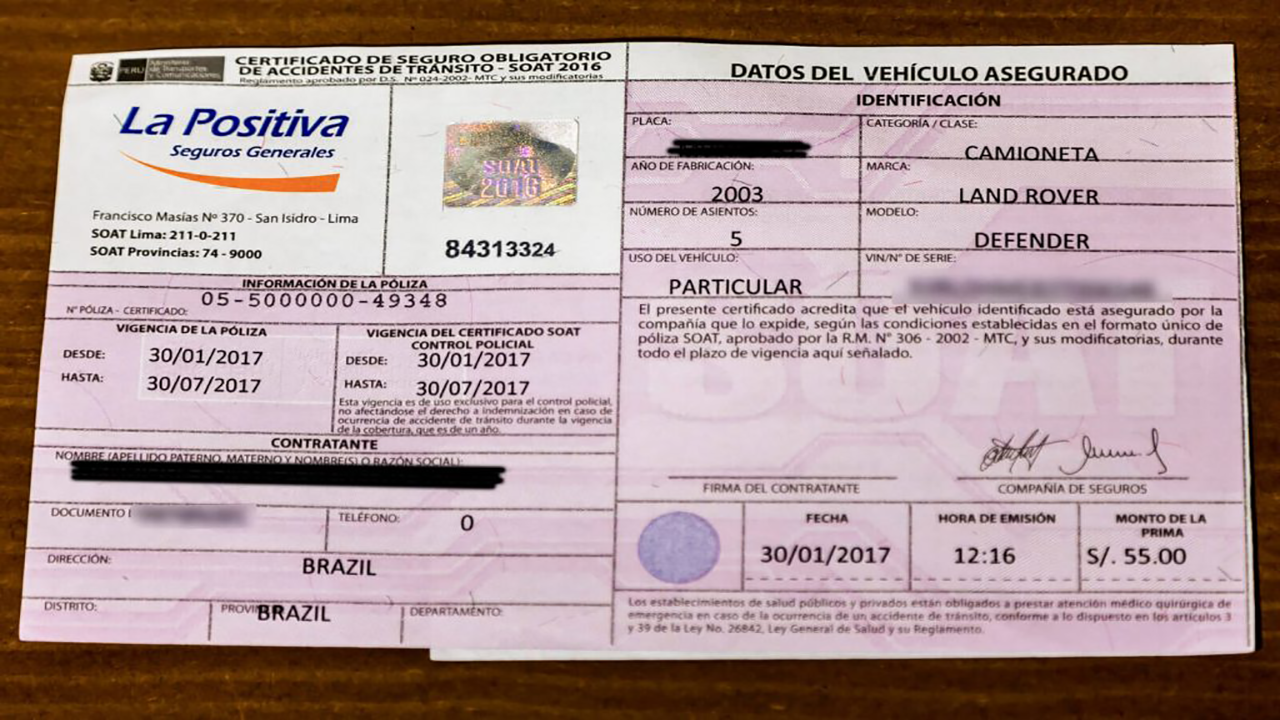 PERÚ Ministerio de Transportes y Comunicaciones
CERTIFICADO DE SEGURO OBLIGATORIO
DE ACCIDENTES DE TRÁNSITO - SOAT 2016
Reglamento aprobado por D.S. N° 024-2002- MTC y sus modificatorias
La Positiva
Seguros Generales
Francisco Masías Nº 370 - San Isidro - Lima
SOAT Lima: 211-0-211
SOAT Provincias: 74 - 9000
SOAT
2016
84313324
INFORMACIÓN DE LA PÓLIZA
Nº PÓLIZA - CERTIFICADO: 05-5000000-49348
VIGENCIA DE LA PÓLIZA
DESDE: 30/01/2017
HASTA: 30/07/2017
VIGENCIA DEL CERTIFICADO SOAT
CONTROL POLICIAL
DESDE: 30/01/2017
HASTA: 30/07/2017
Esta vigencia es de uso exclusivo para el control policial,
no afectándose el derecho a indemnización en caso de
ocurrencia de accidente de tránsito durante la vigencia
de la cobertura, que es de un año.
CONTRATANTE
NOMBRE (APELLIDO PATERNO, MATERNO Y NOMBRE(S) O RAZÓN SOCIAL):
DOCUMENTO
TELÉFONO: 0
DIRECCIÓN: BRAZIL
DISTRITO:
PROVIN BRAZIL
DEPARTAMENTO:
DATOS DEL VEHÍCULO ASEGURADO
IDENTIFICACIÓN
PLACA:
CATEGORÍA / CLASE: CAMIONETA
AÑO DE FABRICACIÓN: 2003
MARCA: LAND ROVER
NÚMERO DE ASIENTOS: 5
MODELO: DEFENDER
USO DEL VEHÍCULO: PARTICULAR
VIN/N° DE SERIE:
El presente certificado acredita que el vehículo identificado está asegurado por la
compañía que lo expide, según las condiciones establecidas en el formato único de
póliza SOAT, aprobado por la R.M. N° 306 - 2002 - MTC, y sus modificatorias, durante
todo el plazo de vigencia aquí señalado.
SOAT
FIRMA DEL CONTRATANTE
COMPAÑÍA DE SEGUROS
FECHA
30/01/2017
HORA DE EMISIÓN
12:16
MONTO DE LA
PRIMA
S/. 55.00
Los establecimientos de salud públicos y privados están obligados a prestar atención médico quirúrgica de
emergencia en caso de la ocurrencia de un accidente de tránsito, conforme a lo dispuesto en los artículos 3
y 39 de la Ley No. 26842, Ley General de Salud y su Reglamento.